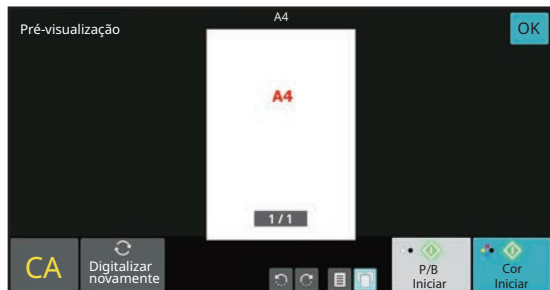 A4
Pré-visualização
OK
A4
1 / 1
CA
Digitalizar
novamente
P/B
Iniciar
Cor
Iniciar